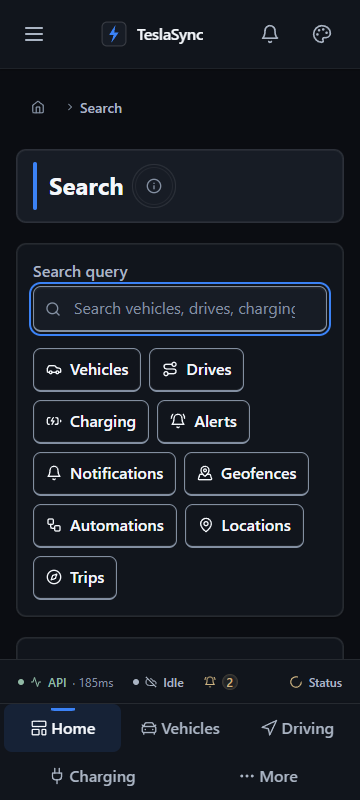 TeslaSync
Search
Search
Search query
Search vehicles, drives, charging
Vehicles
Drives
Charging
Alerts
Notifications
Geofences
Automations
Locations
Trips
API · 185ms
Idle
2
Status
Home
Vehicles
Driving
Charging
More